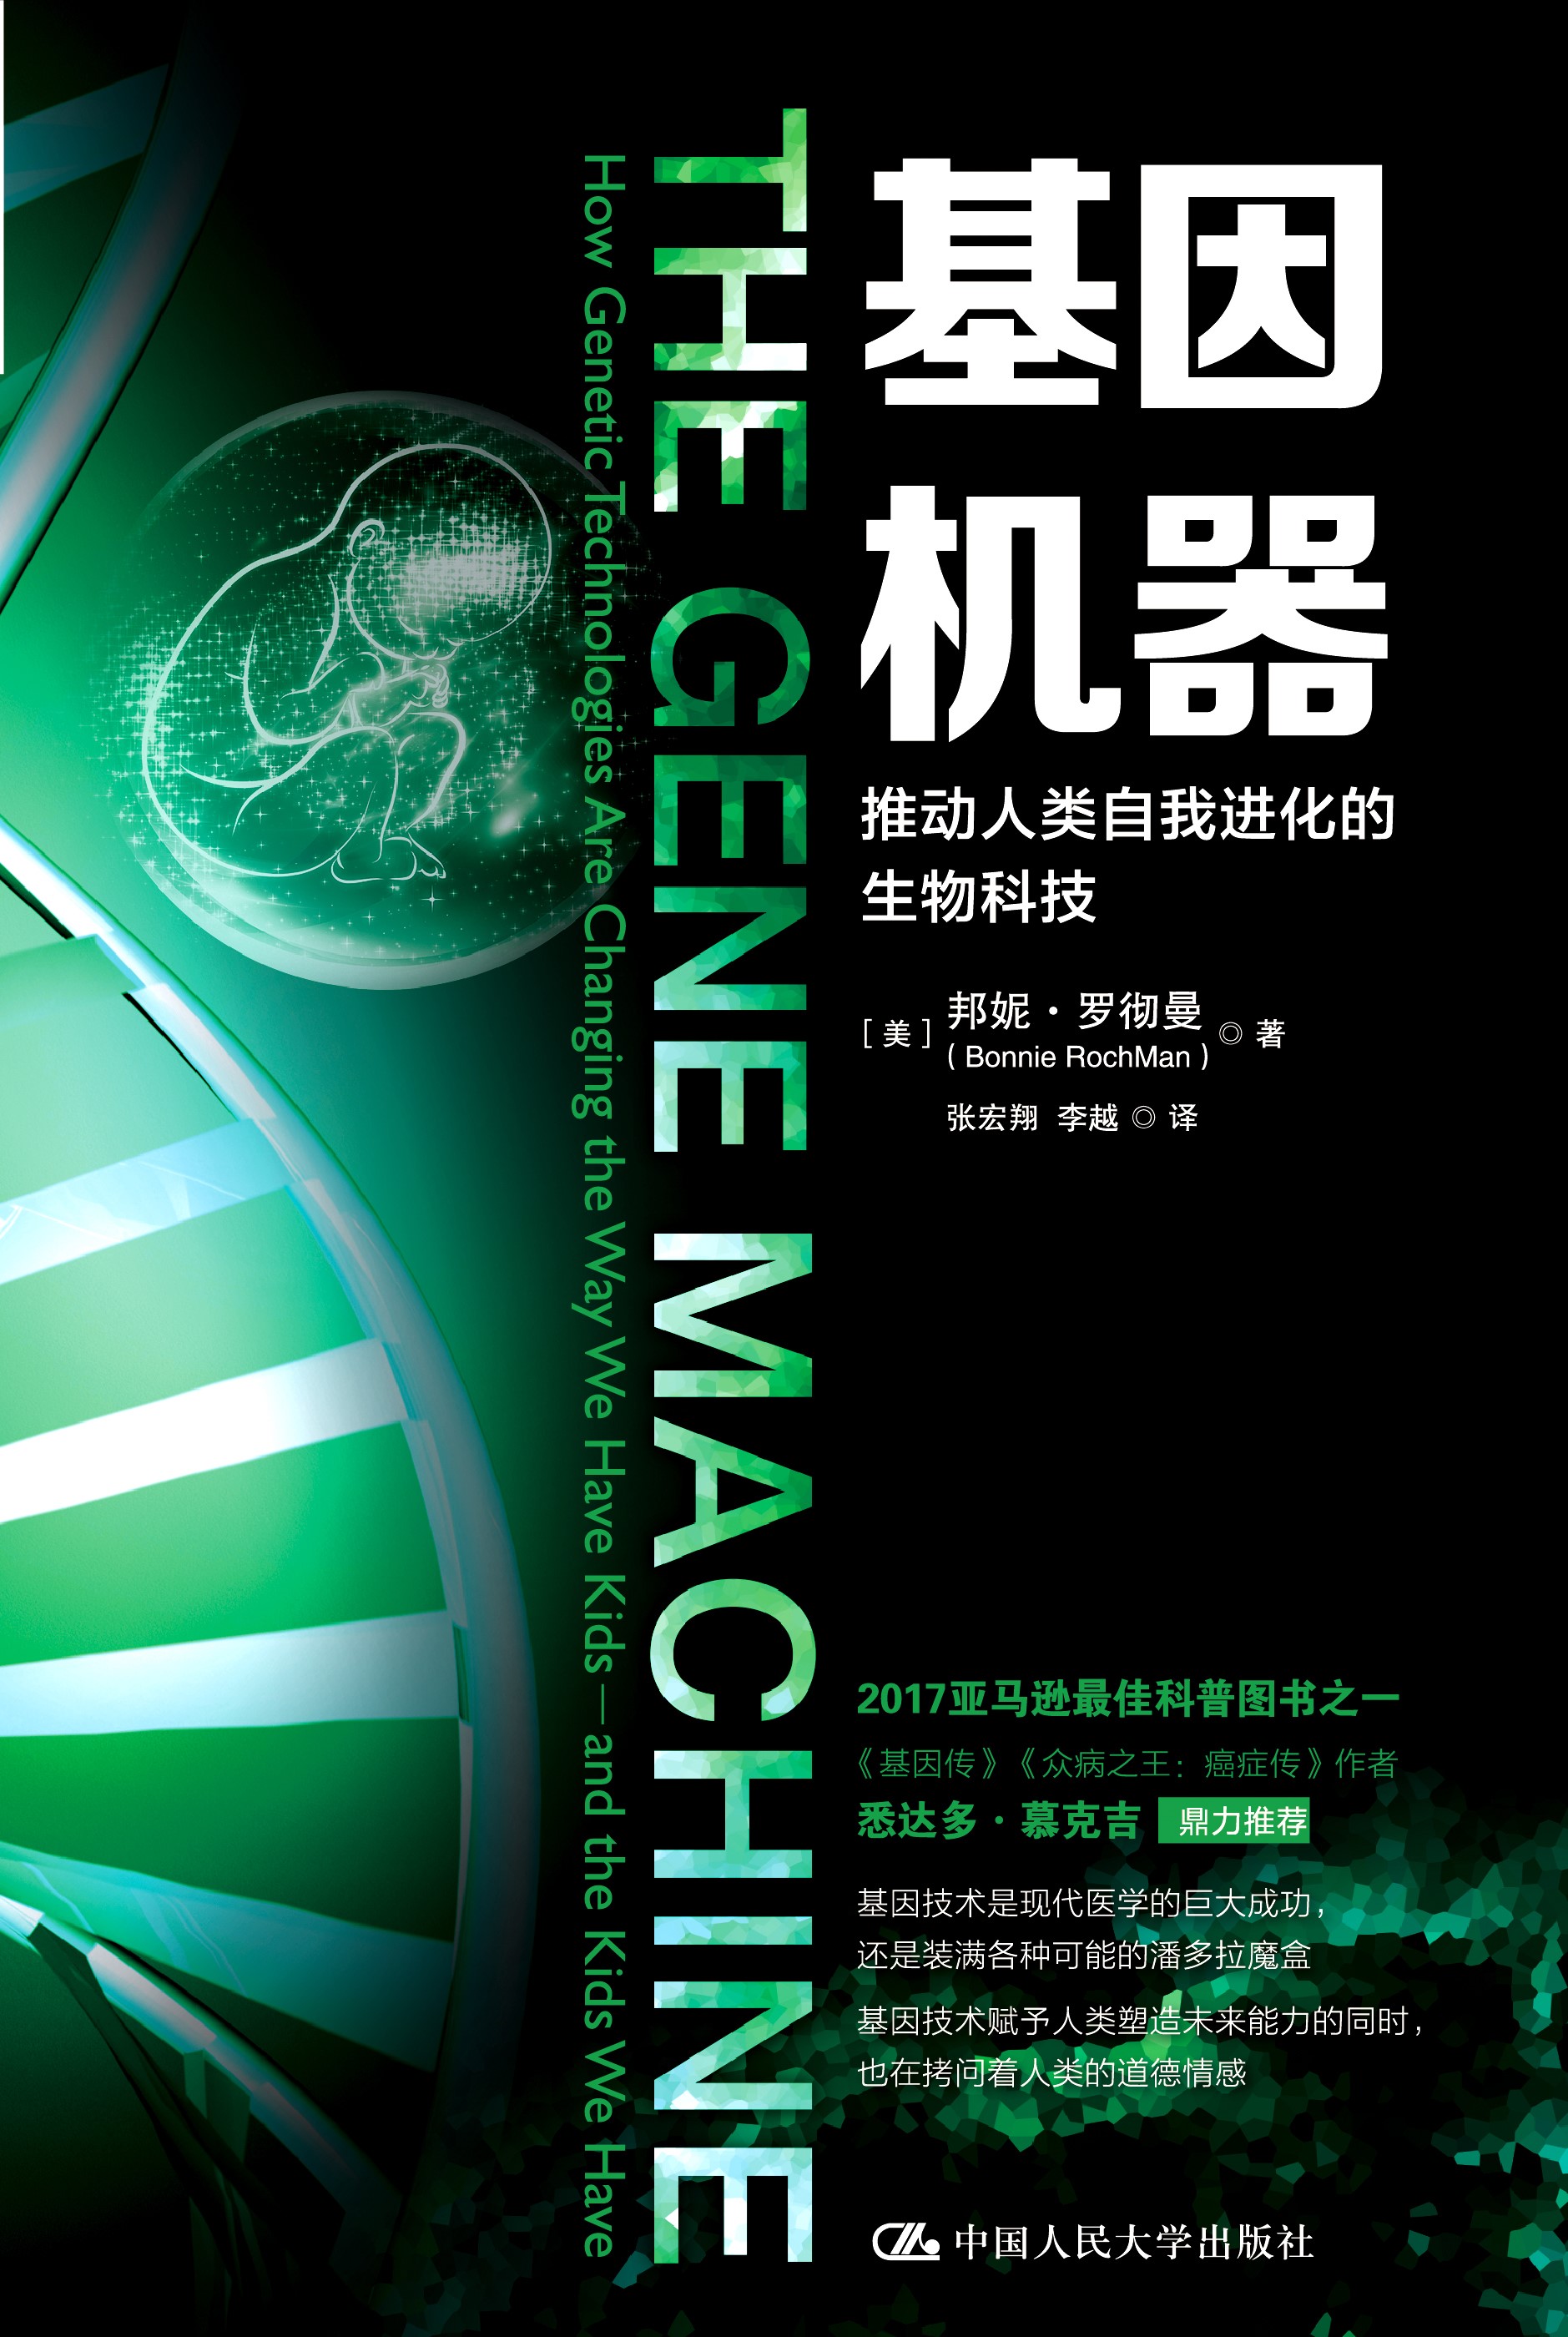 基因
机器
推动人类自我进化的
生物科技
[美] 邦妮·罗彻曼 ◎ 著
( Bonnie RochMan )
张宏翔 李越 ◎ 译
THE GENE MACHINE
How Genetic Technologies Are Changing the Way We Have Kids—and the Kids We Have
2017亚马逊最佳科普图书之一
《基因传》《众病之王：癌症传》作者
悉达多·慕克吉 鼎力推荐
基因技术是现代医学的巨大成功，
还是装满各种可能的潘多拉魔盒
基因技术赋予人类塑造未来能力的同时，
也在拷问着人类的道德情感
中国人民大学出版社